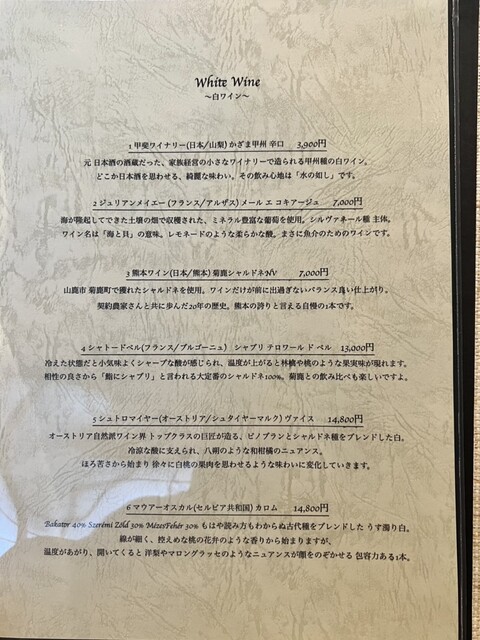 White Wine
～白ワイン～
1 甲斐ワイナリー(日本/山梨) かざま甲州 辛口 3,900円
元 日本酒の酒蔵だった、家族経営の小さなワイナリーで造られる甲州種の白ワイン。
どこか日本酒を思わせる、綺麗な味わい。その飲み心地は「水の如し」です。
2 ジュリアンメイエー (フランス/アルザス) メール エ コキアージュ 7,000円
海が隆起してできた土壌の畑で収穫された、ミネラル豊富な葡萄を使用。シルヴァネール種 主体。
ワイン名は「海と貝」の意味。レモネードのような柔らかな酸。まさに魚介のためのワインです。
3 熊本ワイン(日本/熊本) 菊鹿シャルドネNV 7,000円
山鹿市 菊鹿町で穫れたシャルドネを使用。ワインだけが前に出過ぎないバランス良い仕上がり。
契約農家さんと共に歩んだ20年の歴史。熊本の誇りと言える自慢の1本です。
4 シャトードベル(フランス/ブルゴーニュ) シャブリ テロワール ド ベル 13,000円
冷えた状態だと小気味よくシャープな酸が感じられ、温度が上がると林檎や桃のような果実味が現れます。
相性の良さから「鮨にシャブリ」と言われる大定番のシャルドネ100%。菊鹿との飲み比べも楽しいですよ。
5 シュトロマイヤー(オーストリア/シュタイヤーマルク) ヴァイス 14,800円
オーストリア自然派ワイン界 トップクラスの巨匠が造る、ピノブランとシャルドネ種をブレンドした白。
冷涼な酸に支えられ、八朔のような和柑橘のニュアンス。
ほろ苦さから始まり 徐々に白桃の果肉を思わせるような味わいに変化していきます。
6 マウアーオスカル(セルビア共和国) カロム 14,800円
Bakator 40% Szerémi Zöld 30% MézesFehér 30% もはや読み方もわからぬ古代種をブレンドした うす濁り白。
線が細く、控えめな桃の花弁のような香りから始まりますが、
温度があがり、開いてくると 洋梨やマロングラッセのようなニュアンスが顔をのぞかせる 包容力ある1本。